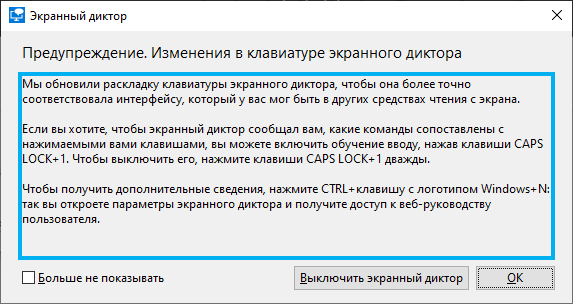 Экранный диктор
Предупреждение. Изменения в клавиатуре экранного диктора
Мы обновили раскладку клавиатуры экранного диктора, чтобы она более точно
соответствовала интерфейсу, который у вас мог быть в других средствах чтения с экрана.
Если вы хотите, чтобы экранный диктор сообщал вам, какие команды сопоставлены с
нажимаемыми вами клавишами, вы можете включить обучение вводу, нажав клавиши CAPS
LOCK+1. Чтобы выключить его, нажмите клавиши CAPS LOCK+1 дважды.
Чтобы получить дополнительные сведения, нажмите CTRL+клавишу с логотипом Windows+N:
так вы откроете параметры экранного диктора и получите доступ к веб-руководству
пользователя.
Больше не показывать
Выключить экранный диктор
OK